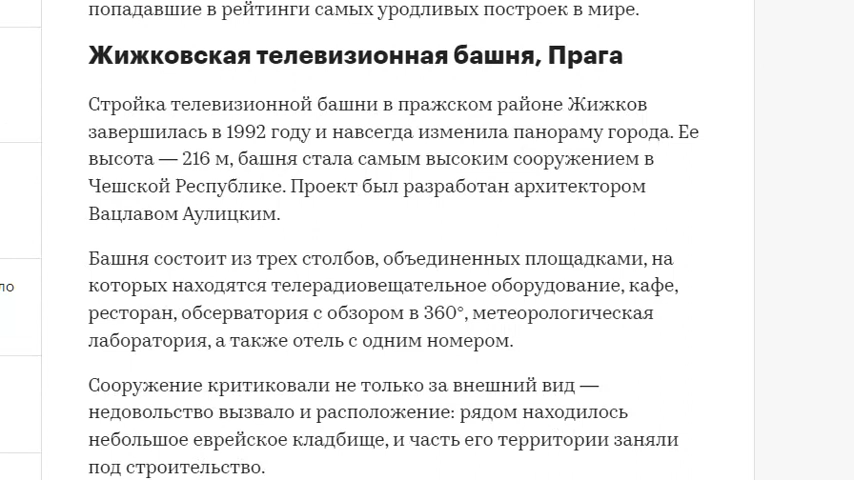 попадавшие в рейтинги самых уродливых построек в мире.
Жижковская телевизионная башня, Прага
Стройка телевизионной башни в пражском районе Жижков
завершилась в 1992 году и навсегда изменила панораму города. Ее
высота — 216 м, башня стала самым высоким сооружением в
Чешской Республике. Проект был разработан архитектором
Вацлавом Аулицким.
Башня состоит из трех столбов, объединенных площадками, на
которых находятся телерадиовещательное оборудование, кафе,
ло
ресторан, обсерватория с обзором в 360°, метеорологическая
лаборатория, а также отель с одним номером.
Сооружение критиковали не только за внешний вид —
недовольство вызвало и расположение: рядом находилось
небольшое еврейское кладбище, и часть его территории заняли
под строительство.